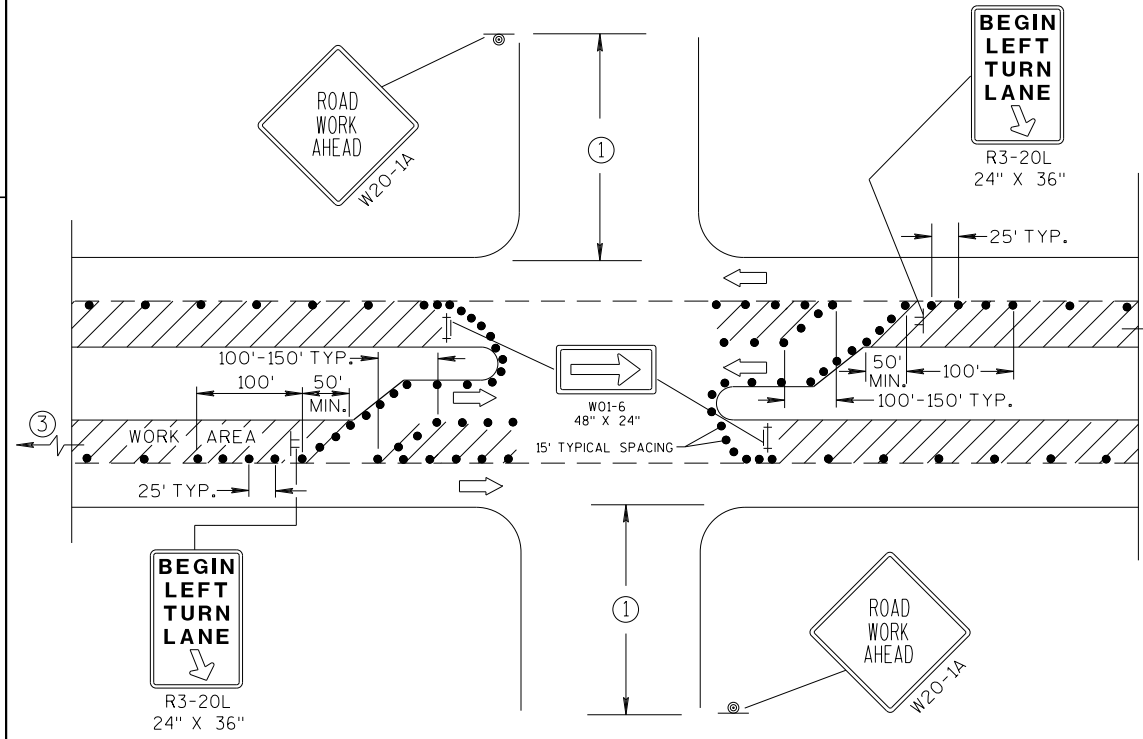 BEGIN
LEFT
TURN
LANE
R3-20L
24" X 36"
ROAD
WORK
AHEAD
W20-1A
1
25' TYP.
100'-150' TYP.
100'
50'
MIN.
50'
MIN.
100'
100'-150' TYP.
W01-6
48" X 24"
15' TYPICAL SPACING
3
WORK AREA
25' TYP.
BEGIN
LEFT
TURN
LANE
R3-20L
24" X 36"
1
ROAD
WORK
AHEAD
W20-1A